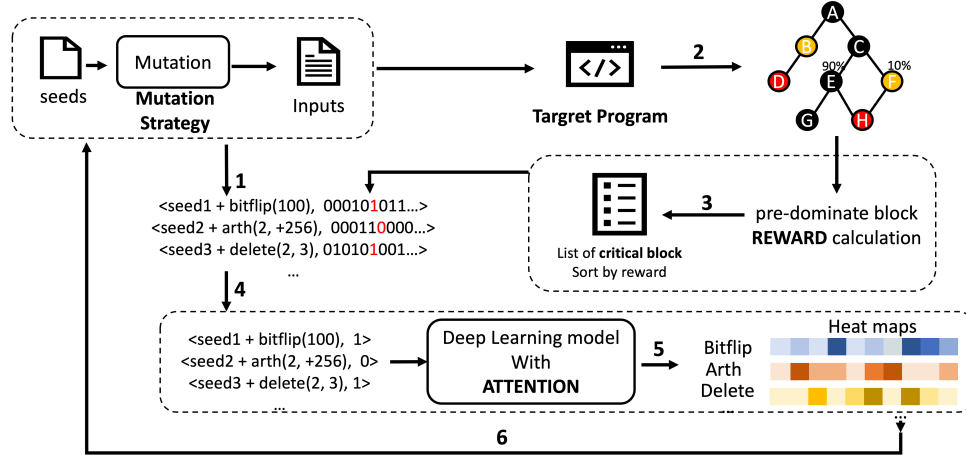 seeds
Mutation
Mutation
Strategy
Inputs
</>
Targret Program
2
A
B
C
90%
10%
D
E
F
G
H
1
<seed1 + bitflip(100), 000101011...>
<seed2 + arth(2, +256), 000110000...>
<seed3 + delete(2, 3), 010101001...>
...
List of critical block
Sort by reward
3
pre-dominate block
REWARD calculation
4
<seed1 + bitflip(100), 1>
<seed2 + arth(2, +256), 0>
<seed3 + delete(2, 3), 1>
...
Deep Learning model
With
ATTENTION
5
Heat maps
Bitflip
Arth
Delete
...
...
6